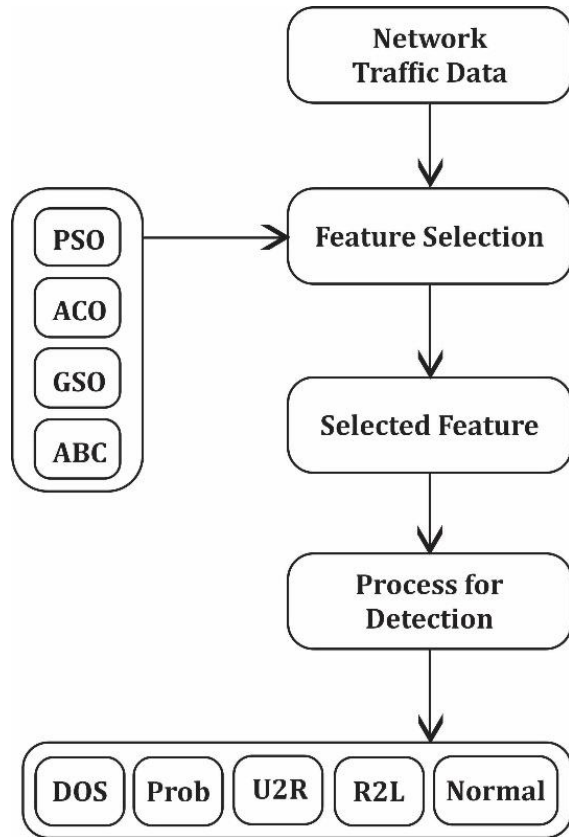 Network
Traffic Data
PSO
ACO
GSO
ABC
Feature Selection
Selected Feature
Process for
Detection
DOS
Prob
U2R
R2L
Normal